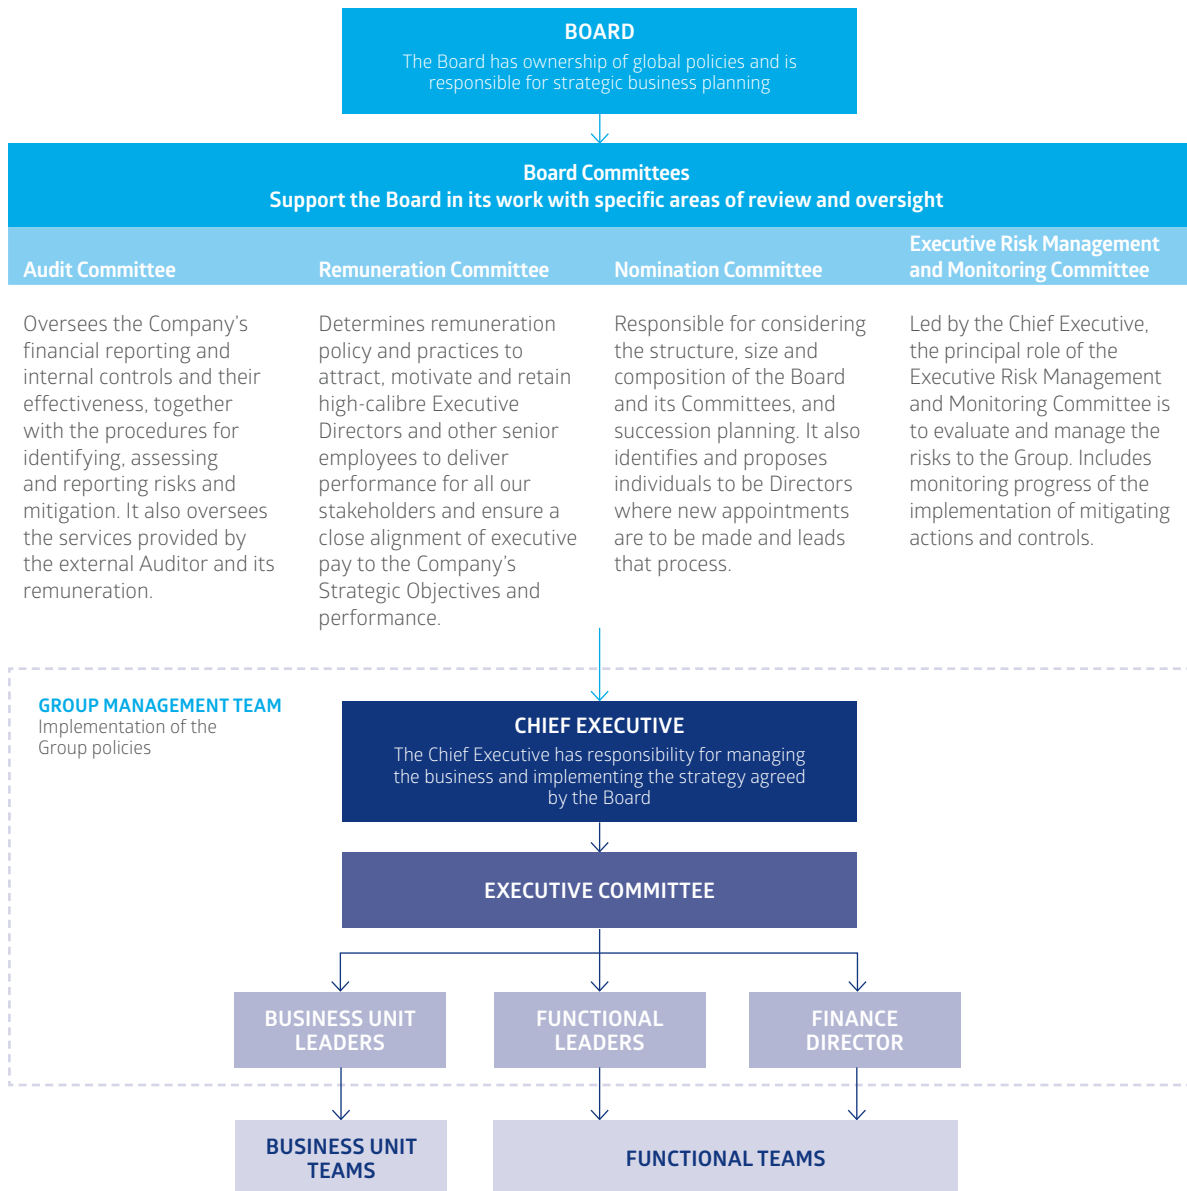 BOARD
The Board has ownership of global policies and is
responsible for strategic business planning
Board Committees
Support the Board in its work with specific areas of review and oversight
Audit Committee
Oversees the Company's
financial reporting and
internal controls and their
effectiveness, together
with the procedures for
identifying, assessing
and reporting risks and
mitigation. It also oversees
the services provided by
the external Auditor and its
remuneration.
Remuneration Committee
Determines remuneration
policy and practices to
attract, motivate and retain
high-calibre Executive
Directors and other senior
employees to deliver
performance for all our
stakeholders and ensure a
close alignment of executive
pay to the Company's
Strategic Objectives and
performance.
Nomination Committee
Responsible for considering
the structure, size and
composition of the Board
and its Committees, and
succession planning. It also
identifies and proposes
individuals to be Directors
where new appointments
are to be made and leads
that process.
Executive Risk Management
and Monitoring Committee
Led by the Chief Executive,
the principal role of the
Executive Risk Management
and Monitoring Committee is
to evaluate and manage the
risks to the Group. Includes
monitoring progress of the
implementation of mitigating
actions and controls.
GROUP MANAGEMENT TEAM
Implementation of the
Group policies
CHIEF EXECUTIVE
The Chief Executive has responsibility for managing
the business and implementing the strategy agreed
by the Board
EXECUTIVE COMMITTEE
BUSINESS UNIT
LEADERS
FUNCTIONAL
LEADERS
FINANCE
DIRECTOR
BUSINESS UNIT
TEAMS
FUNCTIONAL TEAMS